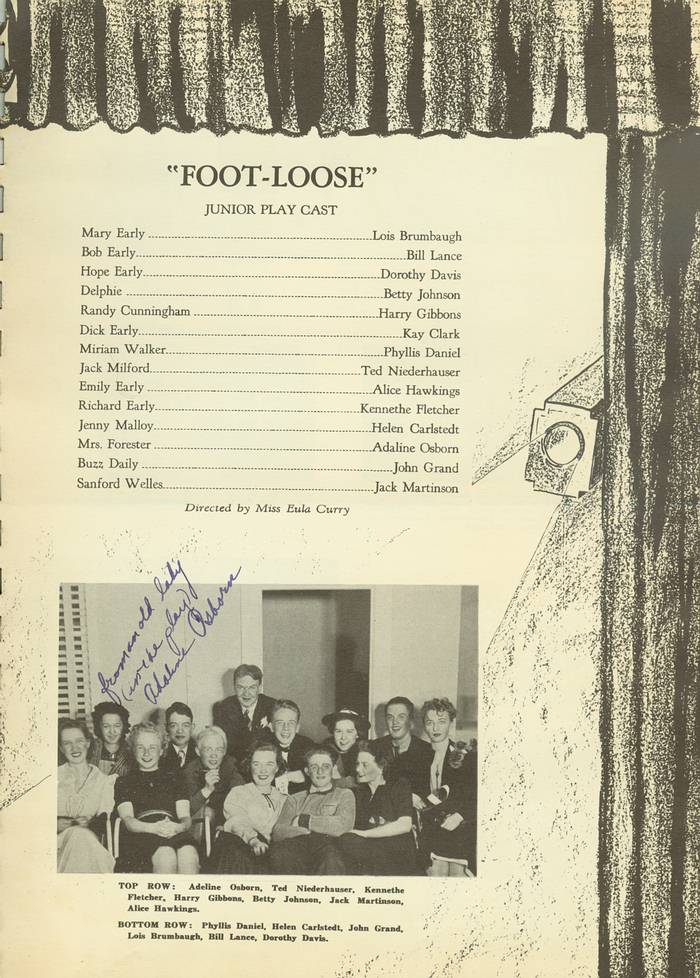 "FOOT-LOOSE"
JUNIOR PLAY CAST
Mary Early ........ Lois Brumbaugh
Bob Early ........ Bill Lance
Hope Early ........ Dorothy Davis
Delphie ........ Betty Johnson
Randy Cunningham ........ Harry Gibbons
Dick Early ........ Kay Clark
Miriam Walker ........ Phyllis Daniel
Jack Milford ........ Ted Niederhauser
Emily Early ........ Alice Hawkings
Richard Early ........ Kennethe Fletcher
Jenny Malloy ........ Helen Carlstedt
Mrs. Forester ........ Adaline Osborn
Buzz Daily ........ John Grand
Sanford Welles ........ Jack Martinson
Directed by Miss Eula Curry
from an old lady
(in the play)
Adaline Osborn
TOP ROW: Adeline Osborn, Ted Niederhauser, Kennethe
Fletcher, Harry Gibbons, Betty Johnson, Jack Martinson,
Alice Hawkings.
BOTTOM ROW: Phyllis Daniel, Helen Carlstedt, John Grand,
Lois Brumbaugh, Bill Lance, Dorothy Davis.